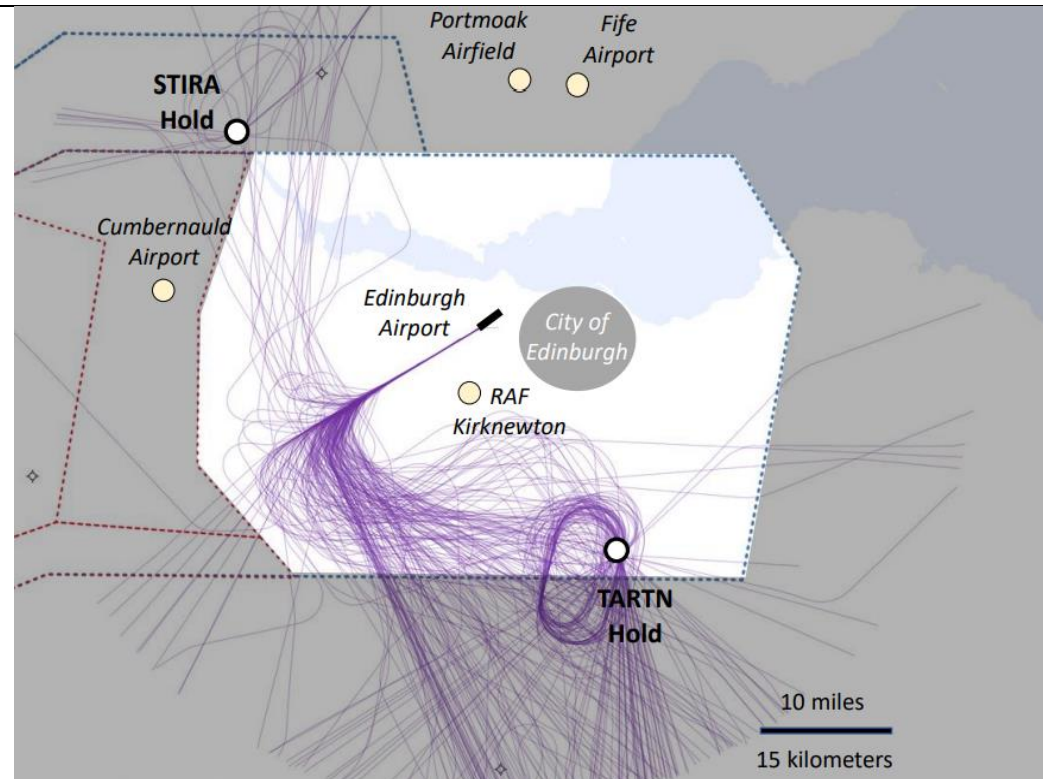 Portmoak
Airfield
Fife
Airport
STIRA
Hold
Cumbernauld
Airport
Edinburgh
Airport
City of
Edinburgh
RAF
Kirknewton
TARTN
Hold
10 miles
15 kilometers